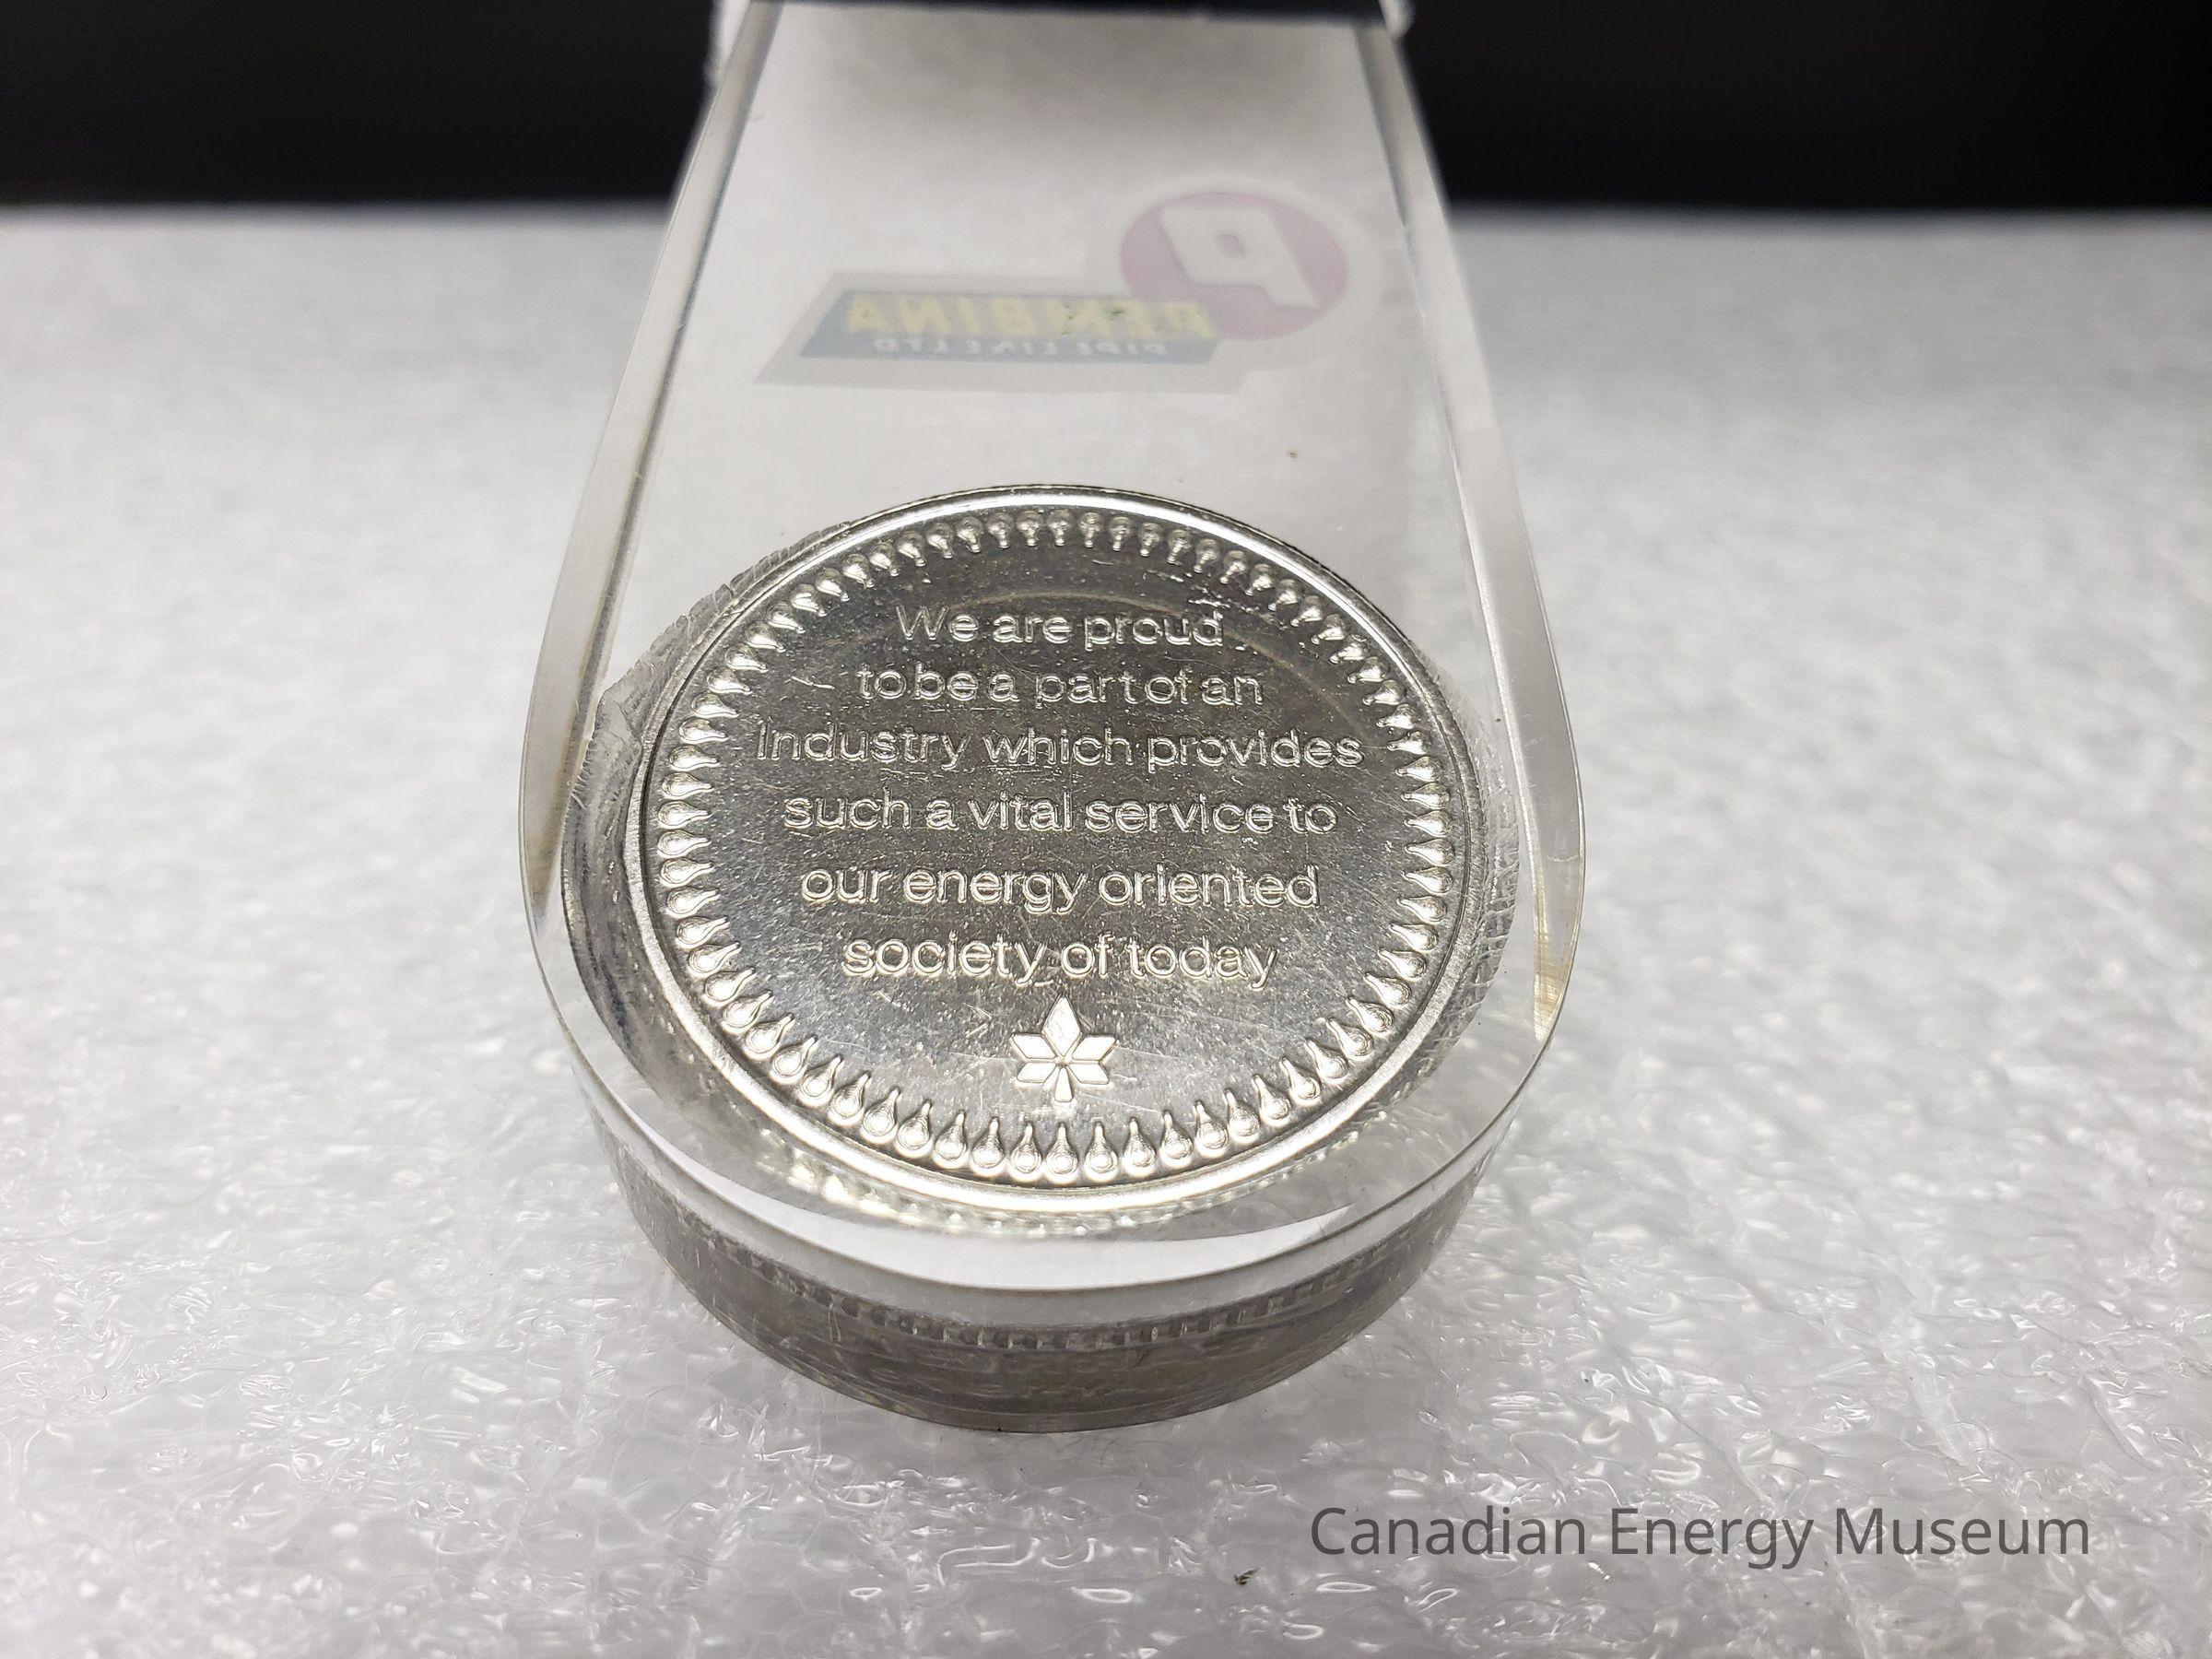 P
PEMBINA
PIPE LINE LTD
We are proud
to be a part of an
Industry which provides
such a vital service to
our energy oriented
society of today
Canadian Energy Museum